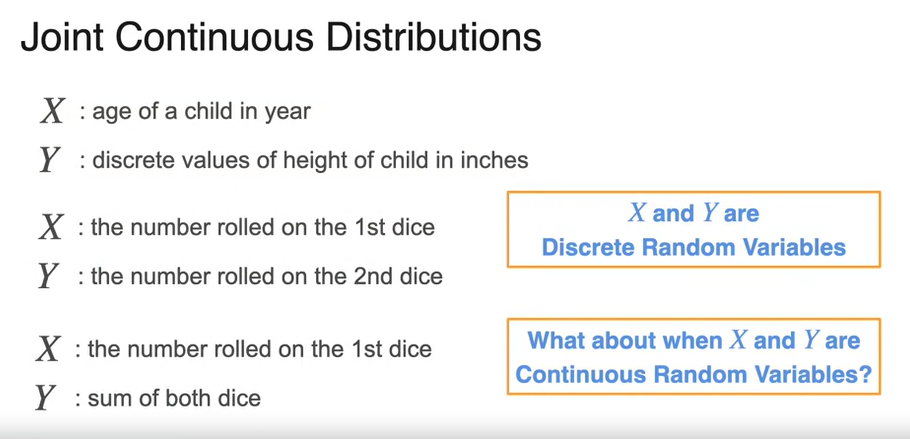 Joint Continuous Distributions
X : age of a child in year
Y : discrete values of height of child in inches
X : the number rolled on the 1st dice
Y : the number rolled on the 2nd dice
X and Y are
Discrete Random Variables
X : the number rolled on the 1st dice
Y : sum of both dice
What about when X and Y are
Continuous Random Variables?